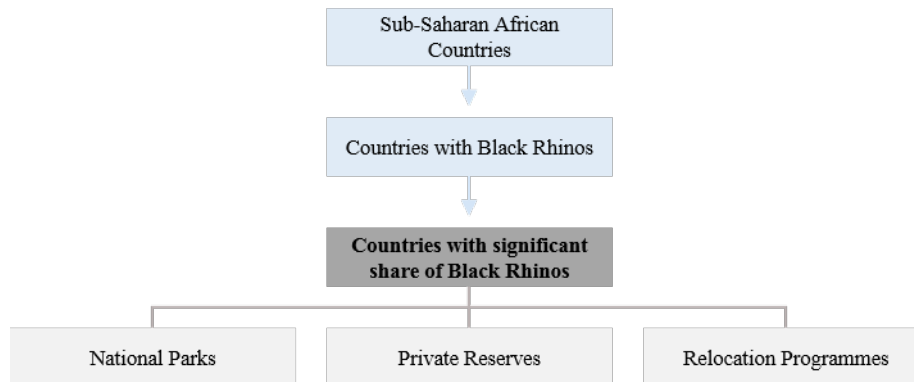 Sub-Saharan African
Countries
Countries with Black Rhinos
Countries with significant
share of Black Rhinos
National Parks
Private Reserves
Relocation Programmes